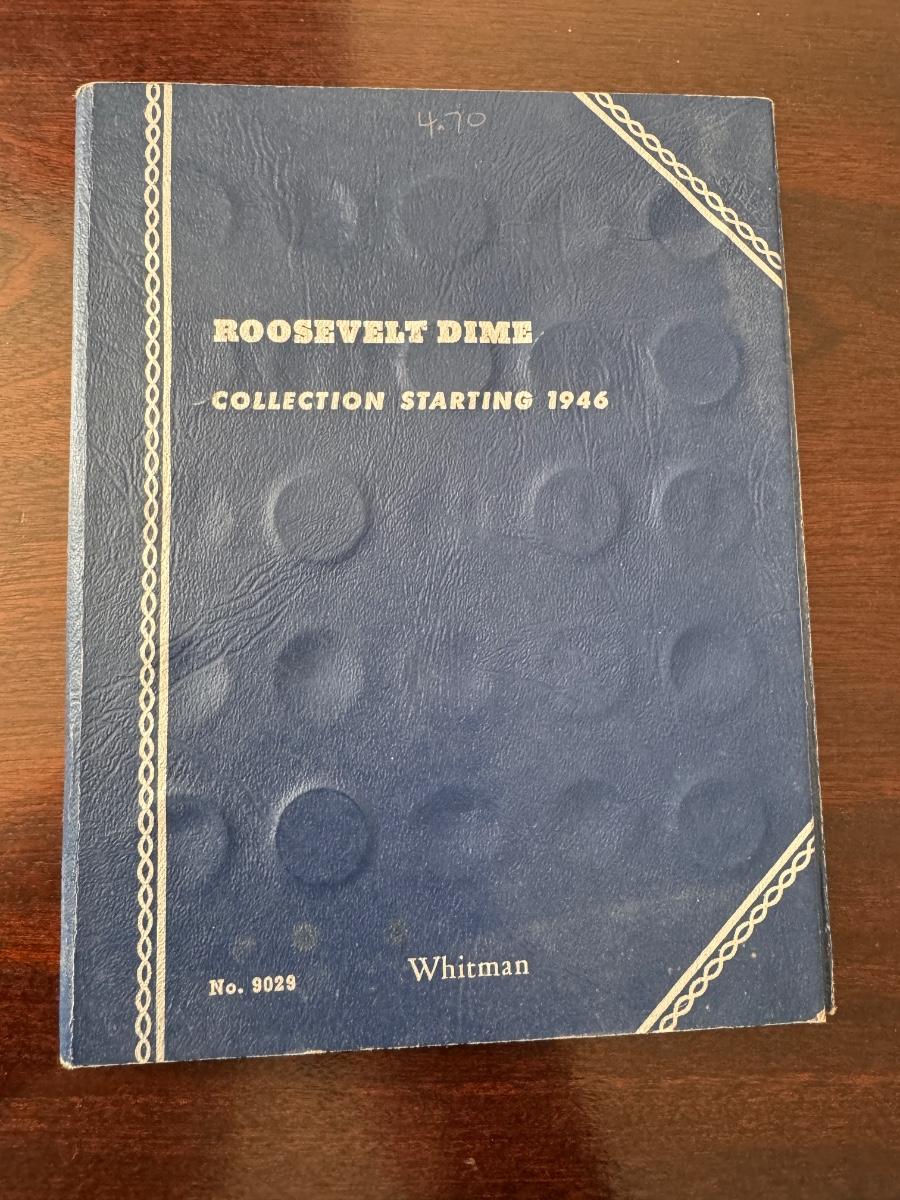 4.70
ROOSEVELT DIME
COLLECTION STARTING 1946
Whitman
No. 9029